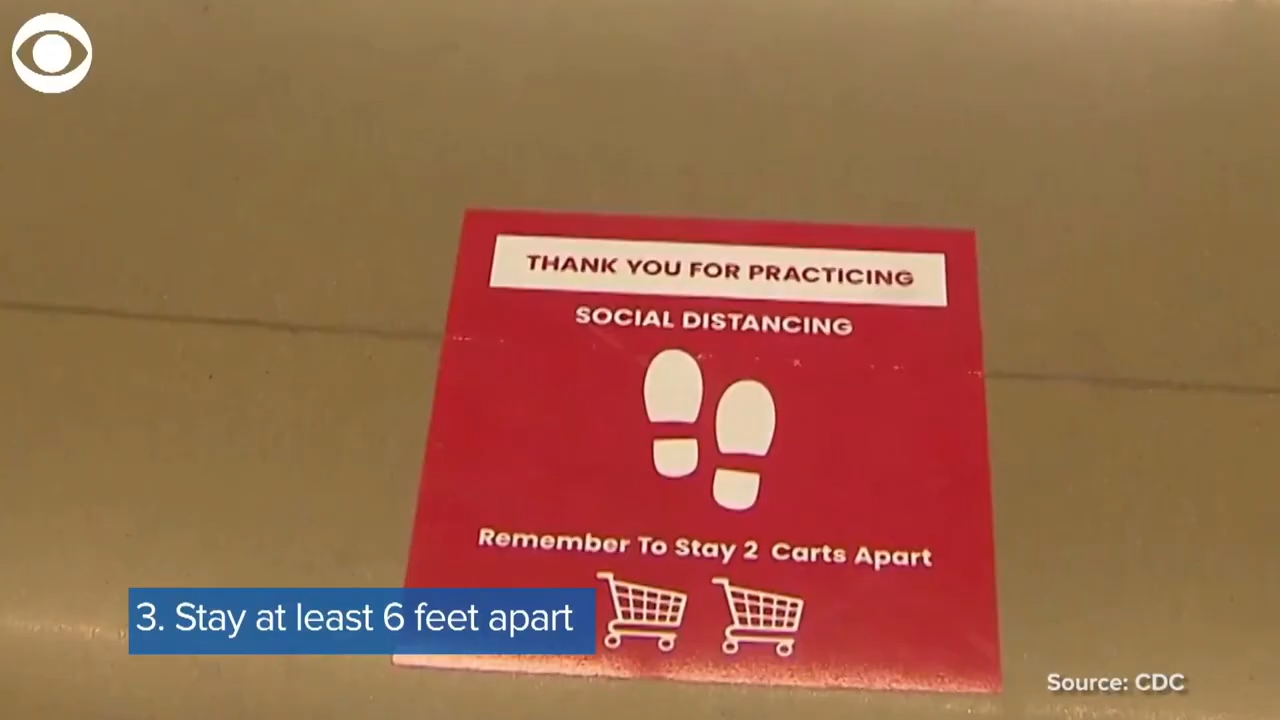 THANK YOU FOR PRACTICING
SOCIAL DISTANCING
Remember To Stay 2 Carts Apart
3. Stay at least 6 feet apart
Source: CDC